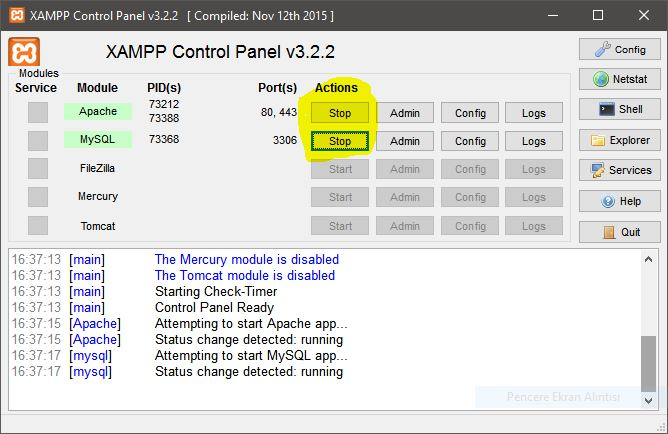 XAMPP Control Panel v3.2.2 [ Compiled: Nov 12th 2015 ]
XAMPP Control Panel v3.2.2
Config
Modules
Service Module PID(s) Port(s) Actions
Netstat
Apache 73212 73388 80, 443 Stop Admin Config Logs
Shell
MySQL 73368 3306 Stop Admin Config Logs
Explorer
FileZilla Start Admin Config Logs
Services
Mercury Start Admin Config Logs
Help
Tomcat Start Admin Config Logs
Quit
16:37:13 [main] The Mercury module is disabled
16:37:13 [main] The Tomcat module is disabled
16:37:13 [main] Starting Check-Timer
16:37:13 [main] Control Panel Ready
16:37:15 [Apache] Attempting to start Apache app...
16:37:15 [Apache] Status change detected: running
16:37:17 [mysql] Attempting to start MySQL app...
16:37:17 [mysql] Status change detected: running
Pencere Ekran Alıntısı